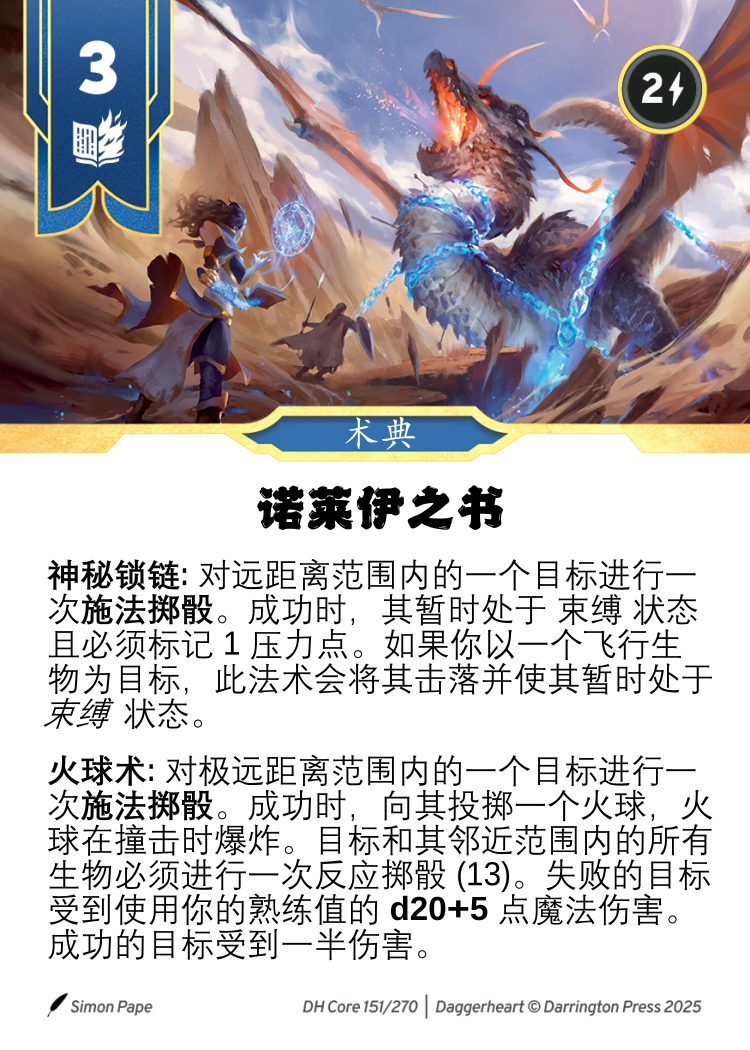 3
2
术典
诺莱伊之书
神秘锁链: 对远距离范围内的一个目标进行一
次施法掷骰。成功时，其暂时处于 束缚 状态
且必须标记 1 压力点。如果你以一个飞行生
物为目标，此法术会将其击落并使其暂时处于
束缚 状态。
火球术: 对极远距离范围内的一个目标进行一
次施法掷骰。成功时，向其投掷一个火球，火
球在撞击时爆炸。目标和其邻近范围内的所有
生物必须进行一次反应掷骰 (13)。失败的目标
受到使用你的熟练值的 d20+5 点魔法伤害。
成功的目标受到一半伤害。
Simon Pape
DH Core 151/270 | Daggerheart © Darrington Press 2025